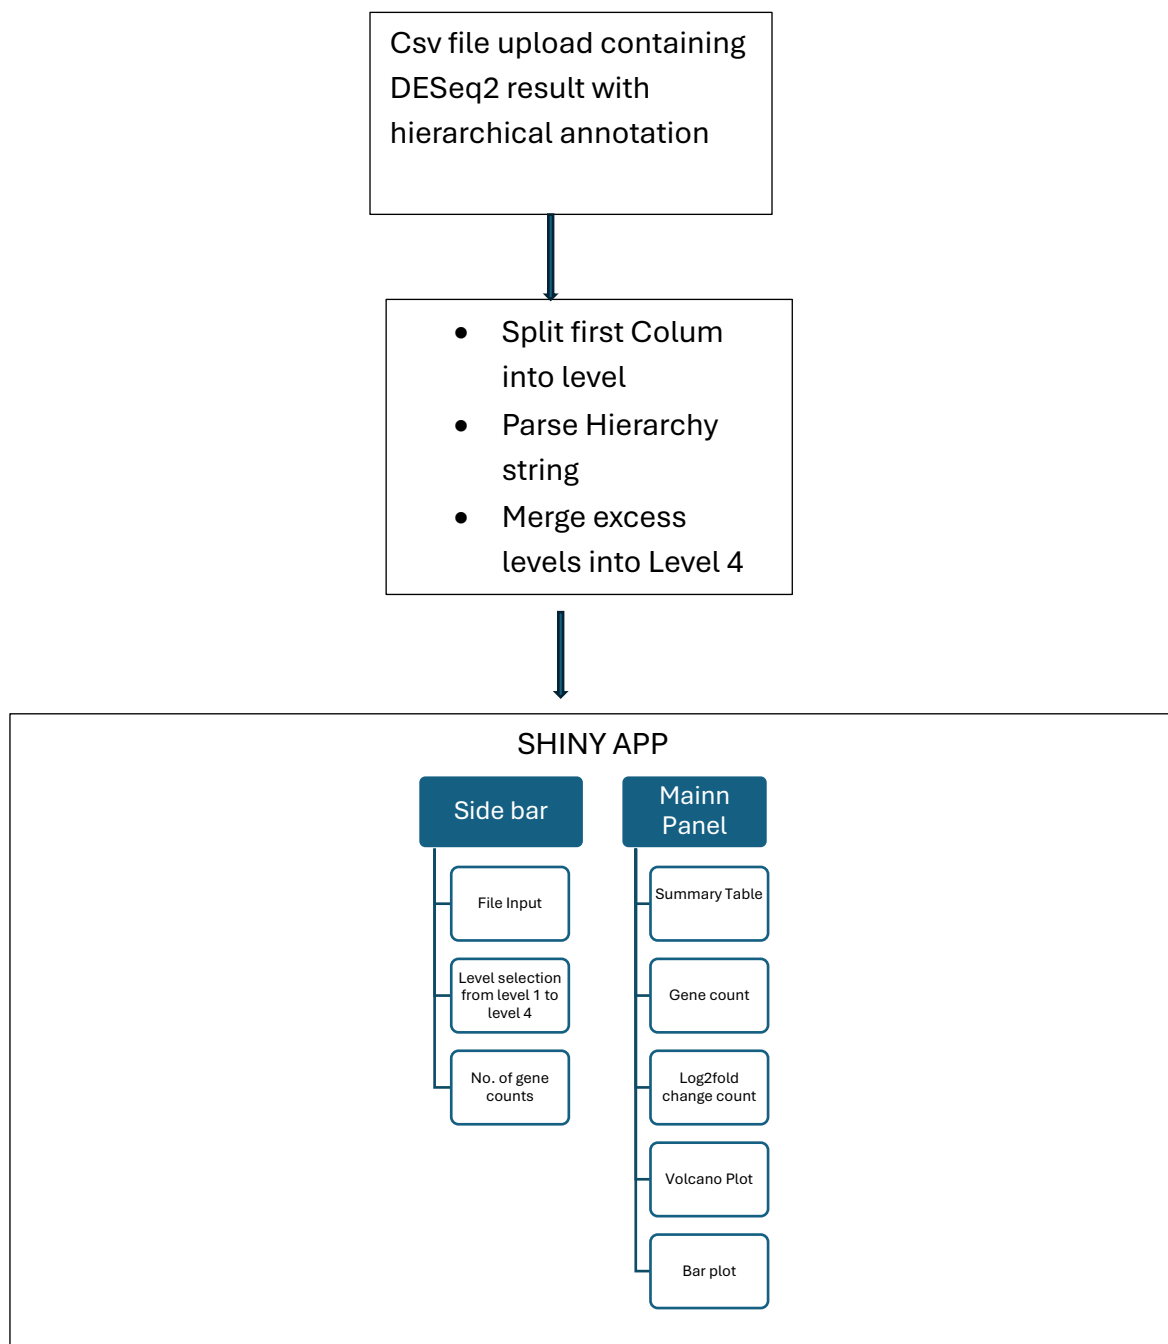 Csv file upload containing
DESeq2 result with
hierarchical annotation
• Split first Colum
into level
• Parse Hierarchy
string
• Merge excess
levels into Level 4
SHINY APP
Side bar
File Input
Level selection
from level 1 to
level 4
No. of gene
counts
Mainn
Panel
Summary Table
Gene count
Log2fold
change count
Volcano Plot
Bar plot